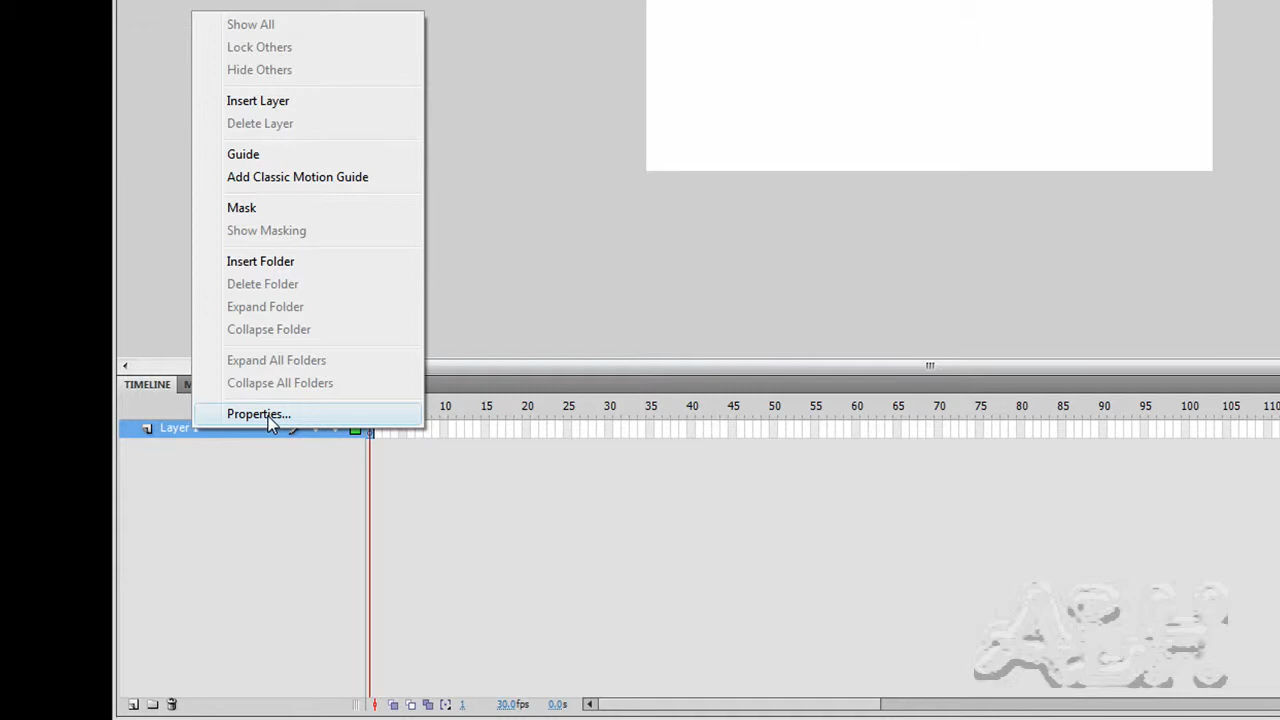 Show All
Lock Others
Hide Others
Insert Layer
Delete Layer
Guide
Add Classic Motion Guide
Mask
Show Masking
Insert Folder
Delete Folder
Expand Folder
Collapse Folder
Expand All Folders
Collapse All Folders
Properties...
TIMELINE M
10 15 20 25 30 35 40 45 50 55 60 65 70 75 80 85 90 95 100 105 110
Layer 1
1 30.0fps 0.0s